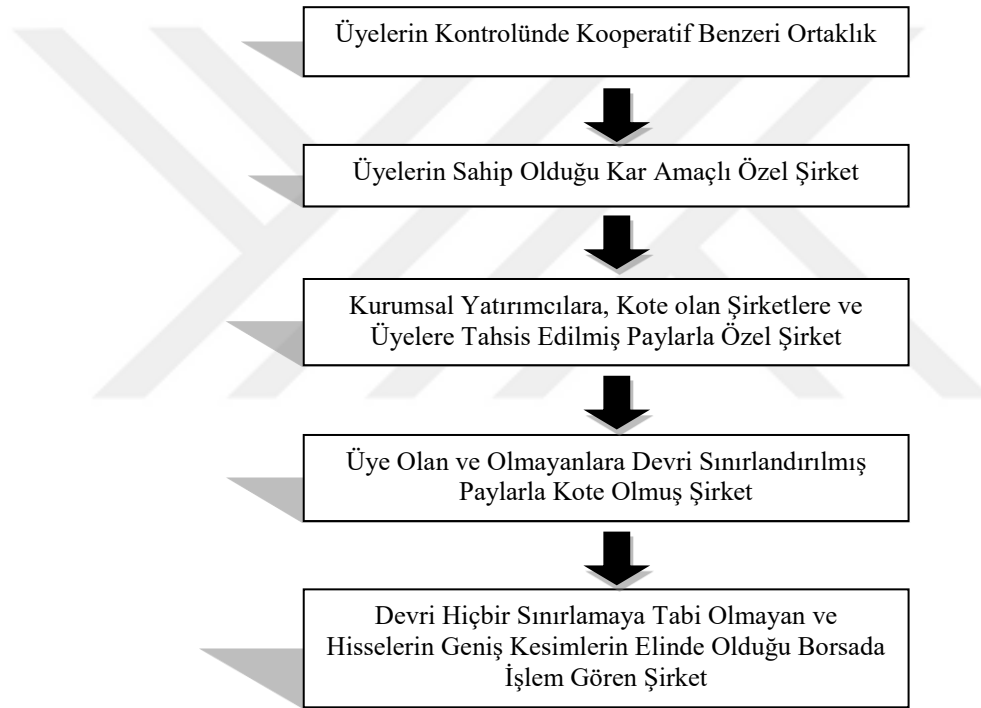 Üyelerin Kontrolünde Kooperatif Benzeri Ortaklık
Üyelerin Sahip Olduğu Kar Amaçlı Özel Şirket
Kurumsal Yatırımcılara, Kote olan Şirketlere ve
Üyelere Tahsis Edilmiş Paylarla Özel Şirket
Üye Olan ve Olmayanlara Devri Sınırlandırılmış
Paylarla Kote Olmuş Şirket
Devri Hiçbir Sınırlamaya Tabi Olmayan ve
Hisselerin Geniş Kesimlerin Elinde Olduğu Borsada
İşlem Gören Şirket